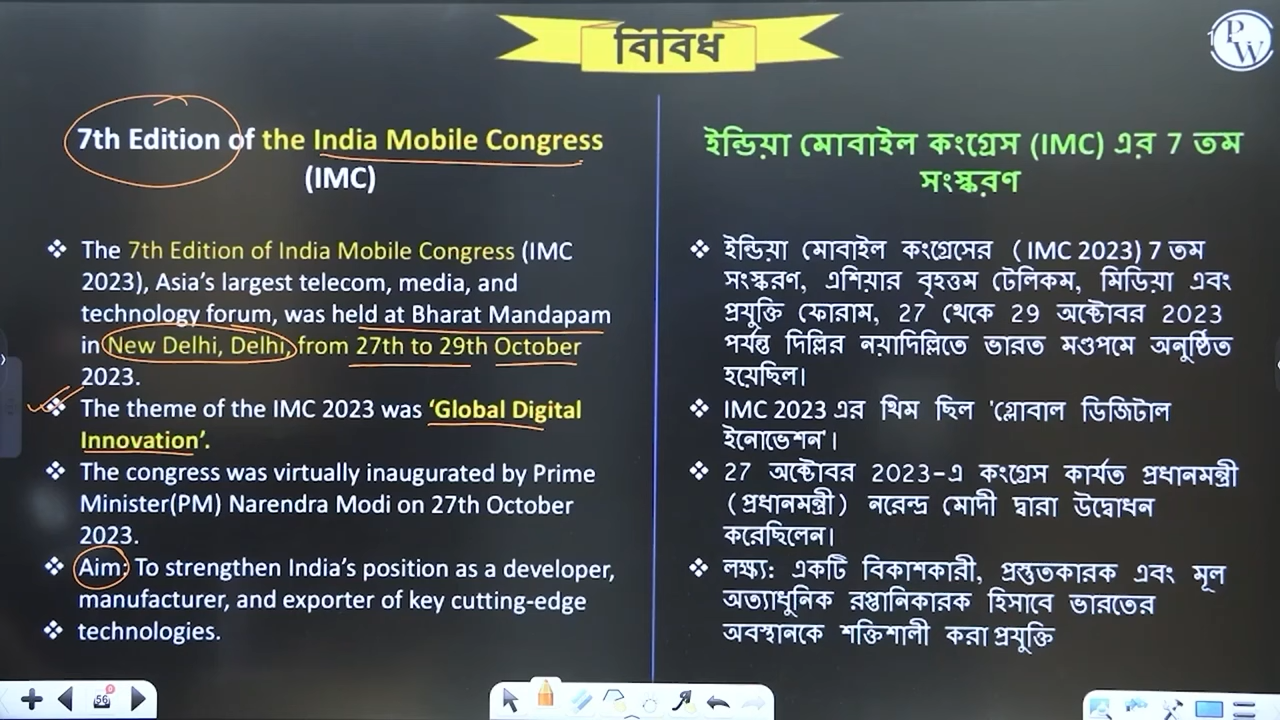 বিবিধ
PW
7th Edition of the India Mobile Congress
(IMC)
❖ The 7th Edition of India Mobile Congress (IMC
2023), Asia’s largest telecom, media, and
technology forum, was held at Bharat Mandapam
in New Delhi, Delhi, from 27th to 29th October
2023.
❖ The theme of the IMC 2023 was ‘Global Digital
Innovation’.
❖ The congress was virtually inaugurated by Prime
Minister(PM) Narendra Modi on 27th October
2023.
❖ Aim: To strengthen India’s position as a developer,
manufacturer, and exporter of key cutting-edge
❖ technologies.
ইন্ডিয়া মোবাইল কংগ্রেস (IMC) এর 7 তম
সংস্করণ
❖ ইন্ডিয়া মোবাইল কংগ্রেসের (IMC 2023) 7 তম
সংস্করণ, এশিয়ার বৃহত্তম টেলিকম, মিডিয়া এবং
প্রযুক্তি ফোরাম, 27 থেকে 29 অক্টোবর 2023
পর্যন্ত দিল্লির নয়াদিল্লিতে ভারত মণ্ডপমে অনুষ্ঠিত
হয়েছিল।
❖ IMC 2023 এর থিম ছিল 'গ্লোবাল ডিজিটাল
ইনোভেশন'।
❖ 27 অক্টোবর 2023-এ কংগ্রেস কার্যত প্রধানমন্ত্রী
(প্রধানমন্ত্রী) নরেন্দ্র মোদী দ্বারা উদ্বোধন
করেছিলেন।
❖ লক্ষ্য: একটি বিকাশকারী, প্রস্তুতকারক এবং মূল
অত্যাধুনিক রপ্তানিকারক হিসাবে ভারতের
অবস্থানকে শক্তিশালী করা প্রযুক্তি
56